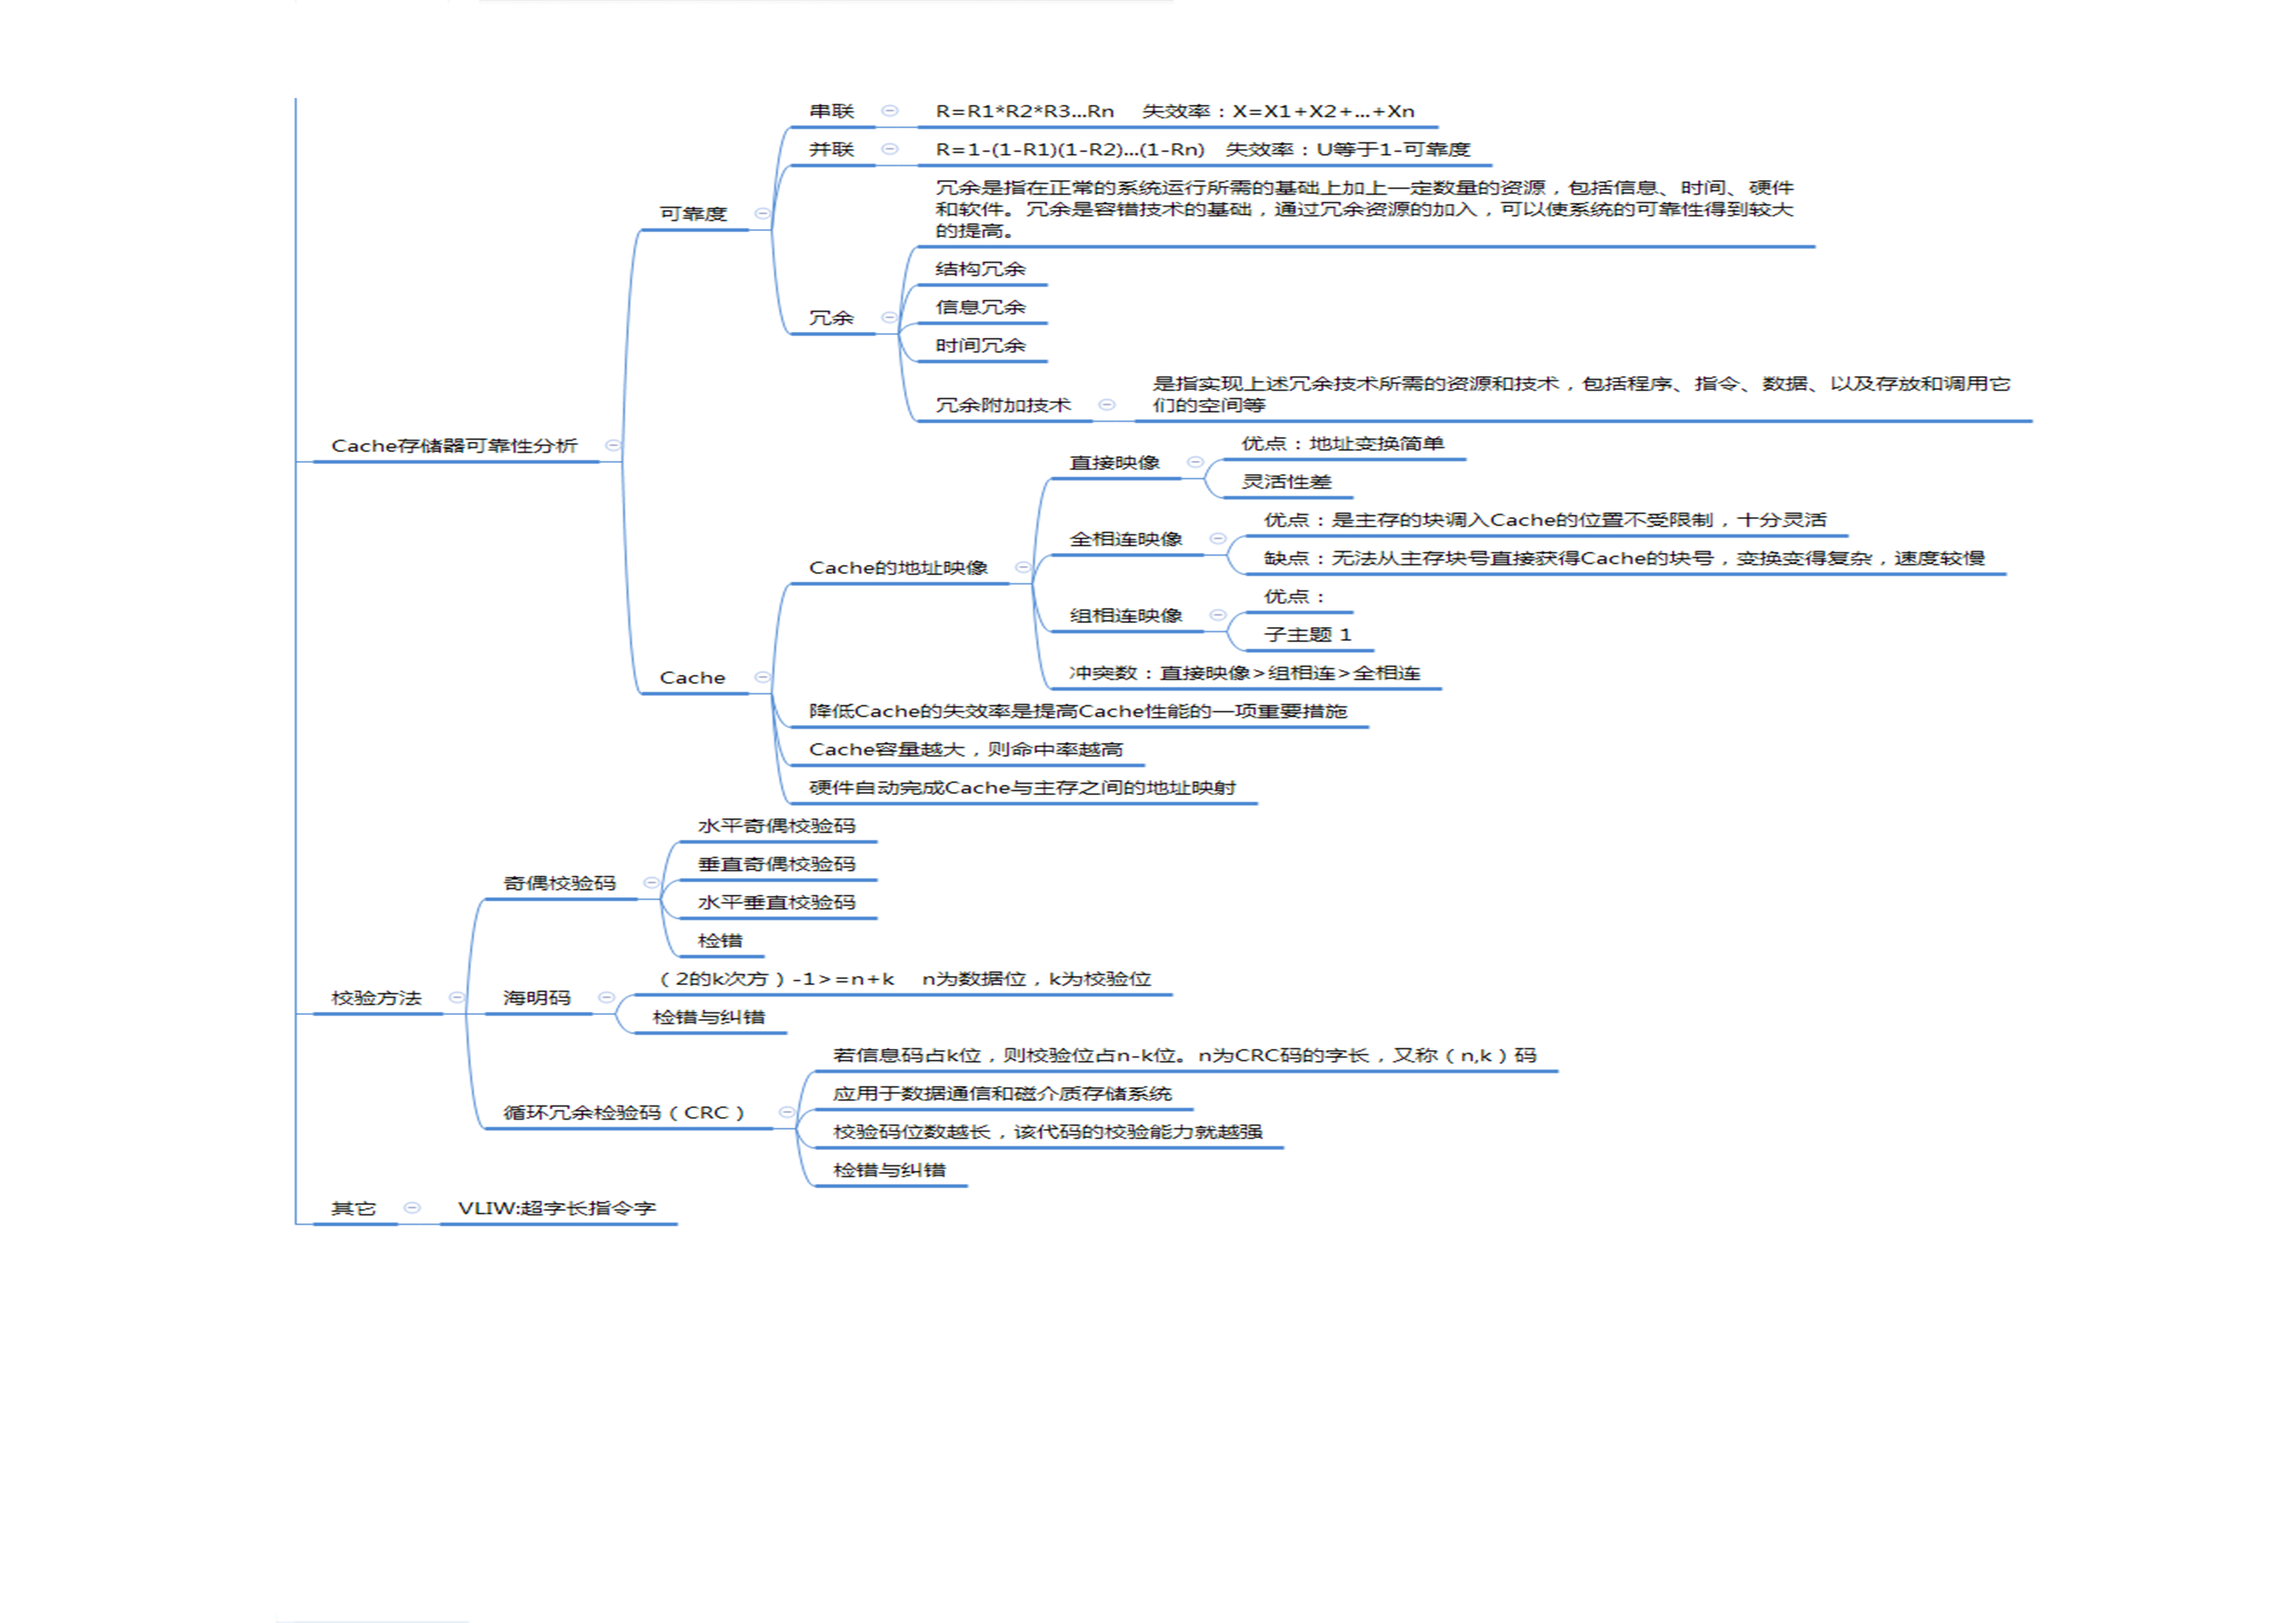 串联
R=R1*R2*R3...Rn 失效率：X=X1+X2+...+Xn
并联
R=1-(1-R1)(1-R2)...(1-Rn) 失效率：U等于1-可靠度
可靠度
冗余是指在正常的系统运行所需的基础上加上一定数量的资源，包括信息、时间、硬件
和软件。冗余是容错技术的基础，通过冗余资源的加入，可以使系统的可靠性得到较大
的提高。
冗余
结构冗余
信息冗余
时间冗余
冗余附加技术
是指实现上述冗余技术所需的资源和技术，包括程序、指令、数据、以及存放和调用它
们的空间等
Cache存储器可靠性分析
Cache
Cache的地址映像
直接映像
优点：地址变换简单
灵活性差
全相连映像
优点：是主存的块调入Cache的位置不受限制，十分灵活
缺点：无法从主存块号直接获得Cache的块号，变换变得复杂，速度较慢
组相连映像
优点：
子主题 1
冲突数：直接映像>组相连>全相连
降低Cache的失效率是提高Cache性能的一项重要措施
Cache容量越大，则命中率越高
硬件自动完成Cache与主存之间的地址映射
校验方法
奇偶校验码
水平奇偶校验码
垂直奇偶校验码
水平垂直校验码
检错
海明码
（2的k次方）-1>=n+k n为数据位，k为校验位
检错与纠错
循环冗余检验码（CRC）
若信息码占k位，则校验位占n-k位。n为CRC码的字长，又称（n,k）码
应用于数据通信和磁介质存储系统
校验码位数越长，该代码的校验能力就越强
检错与纠错
其它
VLIW:超字长指令字